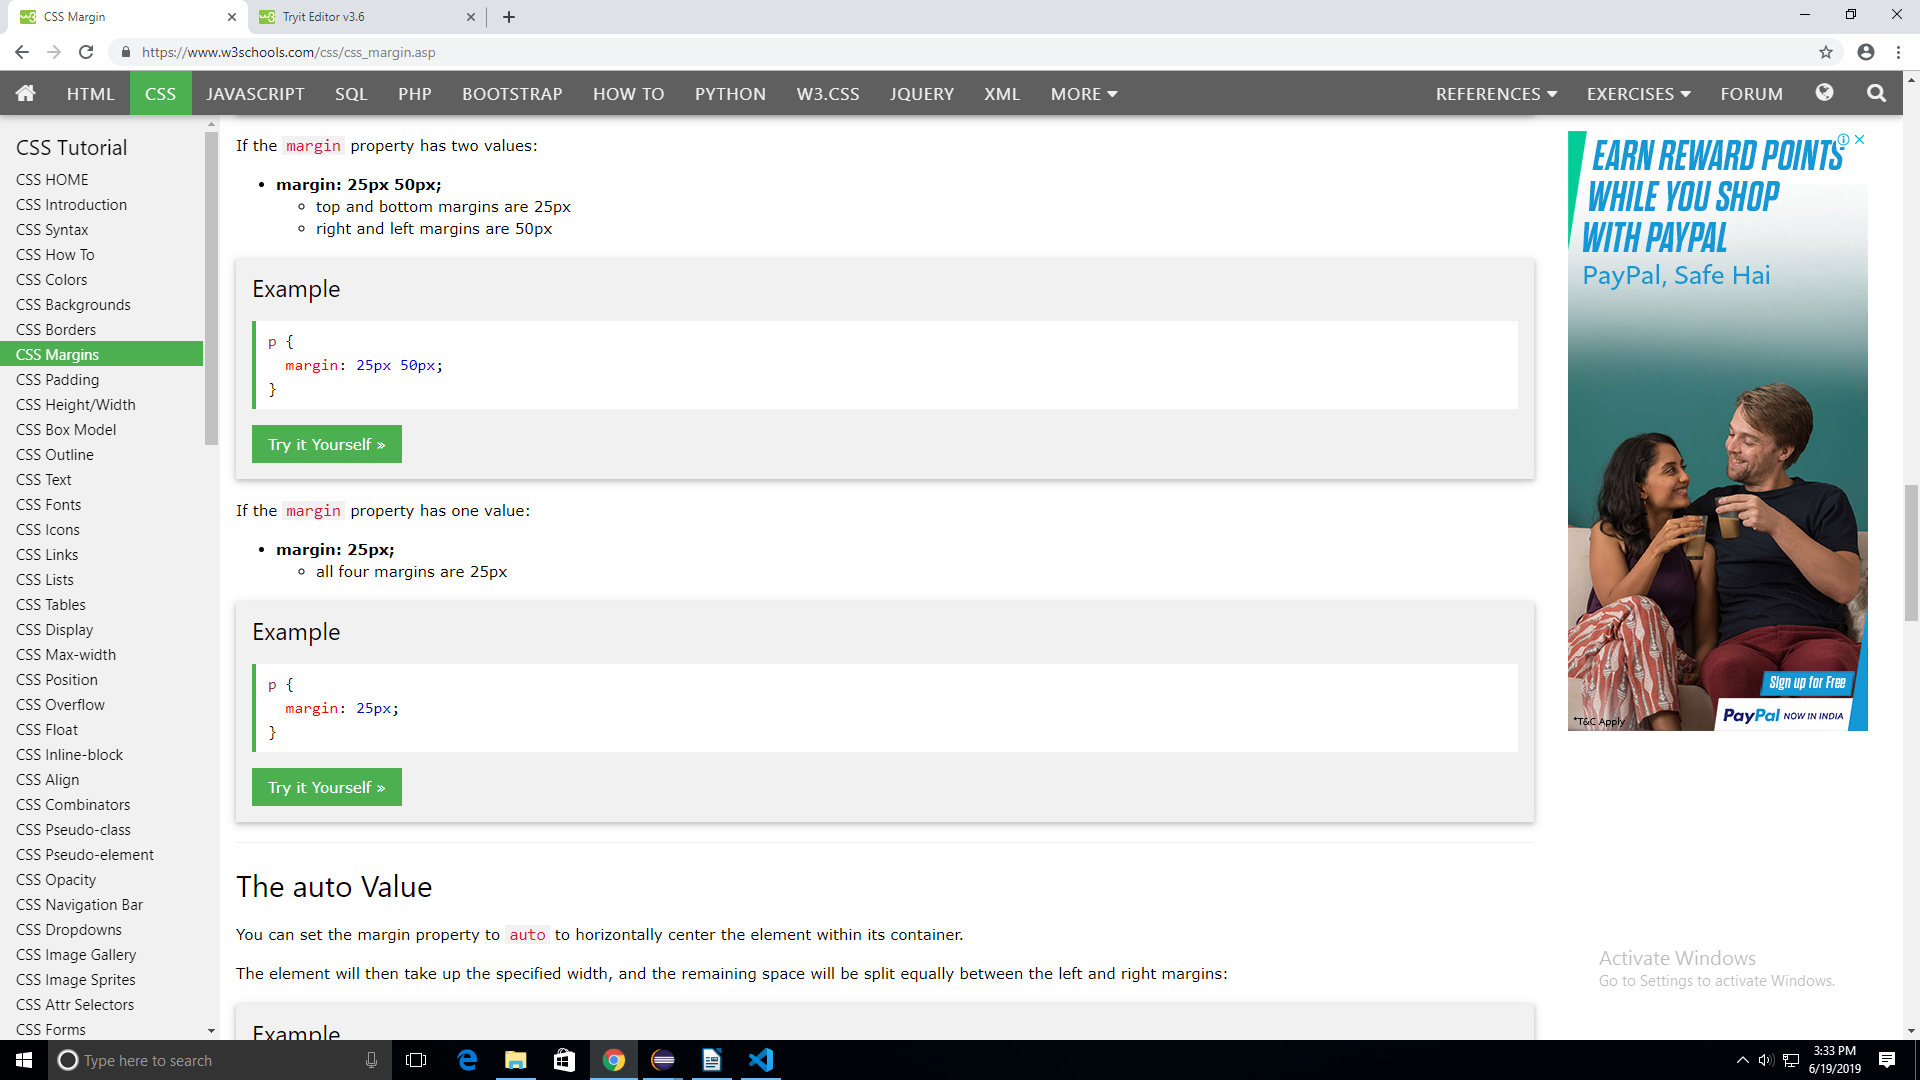 CSS Margin
Tryit Editor v3.6
https://www.w3schools.com/css/css_margin.asp
HTML CSS JAVASCRIPT SQL PHP BOOTSTRAP HOW TO PYTHON W3.CSS JQUERY XML MORE REFERENCES EXERCISES FORUM
CSS Tutorial
CSS HOME
CSS Introduction
CSS Syntax
CSS How To
CSS Colors
CSS Backgrounds
CSS Borders
CSS Margins
CSS Padding
CSS Height/Width
CSS Box Model
CSS Outline
CSS Text
CSS Fonts
CSS Icons
CSS Links
CSS Lists
CSS Tables
CSS Display
CSS Max-width
CSS Position
CSS Overflow
CSS Float
CSS Inline-block
CSS Align
CSS Combinators
CSS Pseudo-class
CSS Pseudo-element
CSS Opacity
CSS Navigation Bar
CSS Dropdowns
CSS Image Gallery
CSS Image Sprites
CSS Attr Selectors
CSS Forms
If the margin property has two values:
margin: 25px 50px;
top and bottom margins are 25px
right and left margins are 50px
Example
p {
margin: 25px 50px;
}
Try it Yourself »
If the margin property has one value:
margin: 25px;
all four margins are 25px
Example
p {
margin: 25px;
}
Try it Yourself »
The auto Value
You can set the margin property to auto to horizontally center the element within its container.
The element will then take up the specified width, and the remaining space will be split equally between the left and right margins:
Example
EARN REWARD POINTS
WHILE YOU SHOP
WITH PAYPAL
PayPal, Safe Hai
Sign up for Free
*T&C Apply
PayPal NOW IN INDIA
Activate Windows
Go to Settings to activate Windows.
Type here to search
3:33 PM
6/19/2019